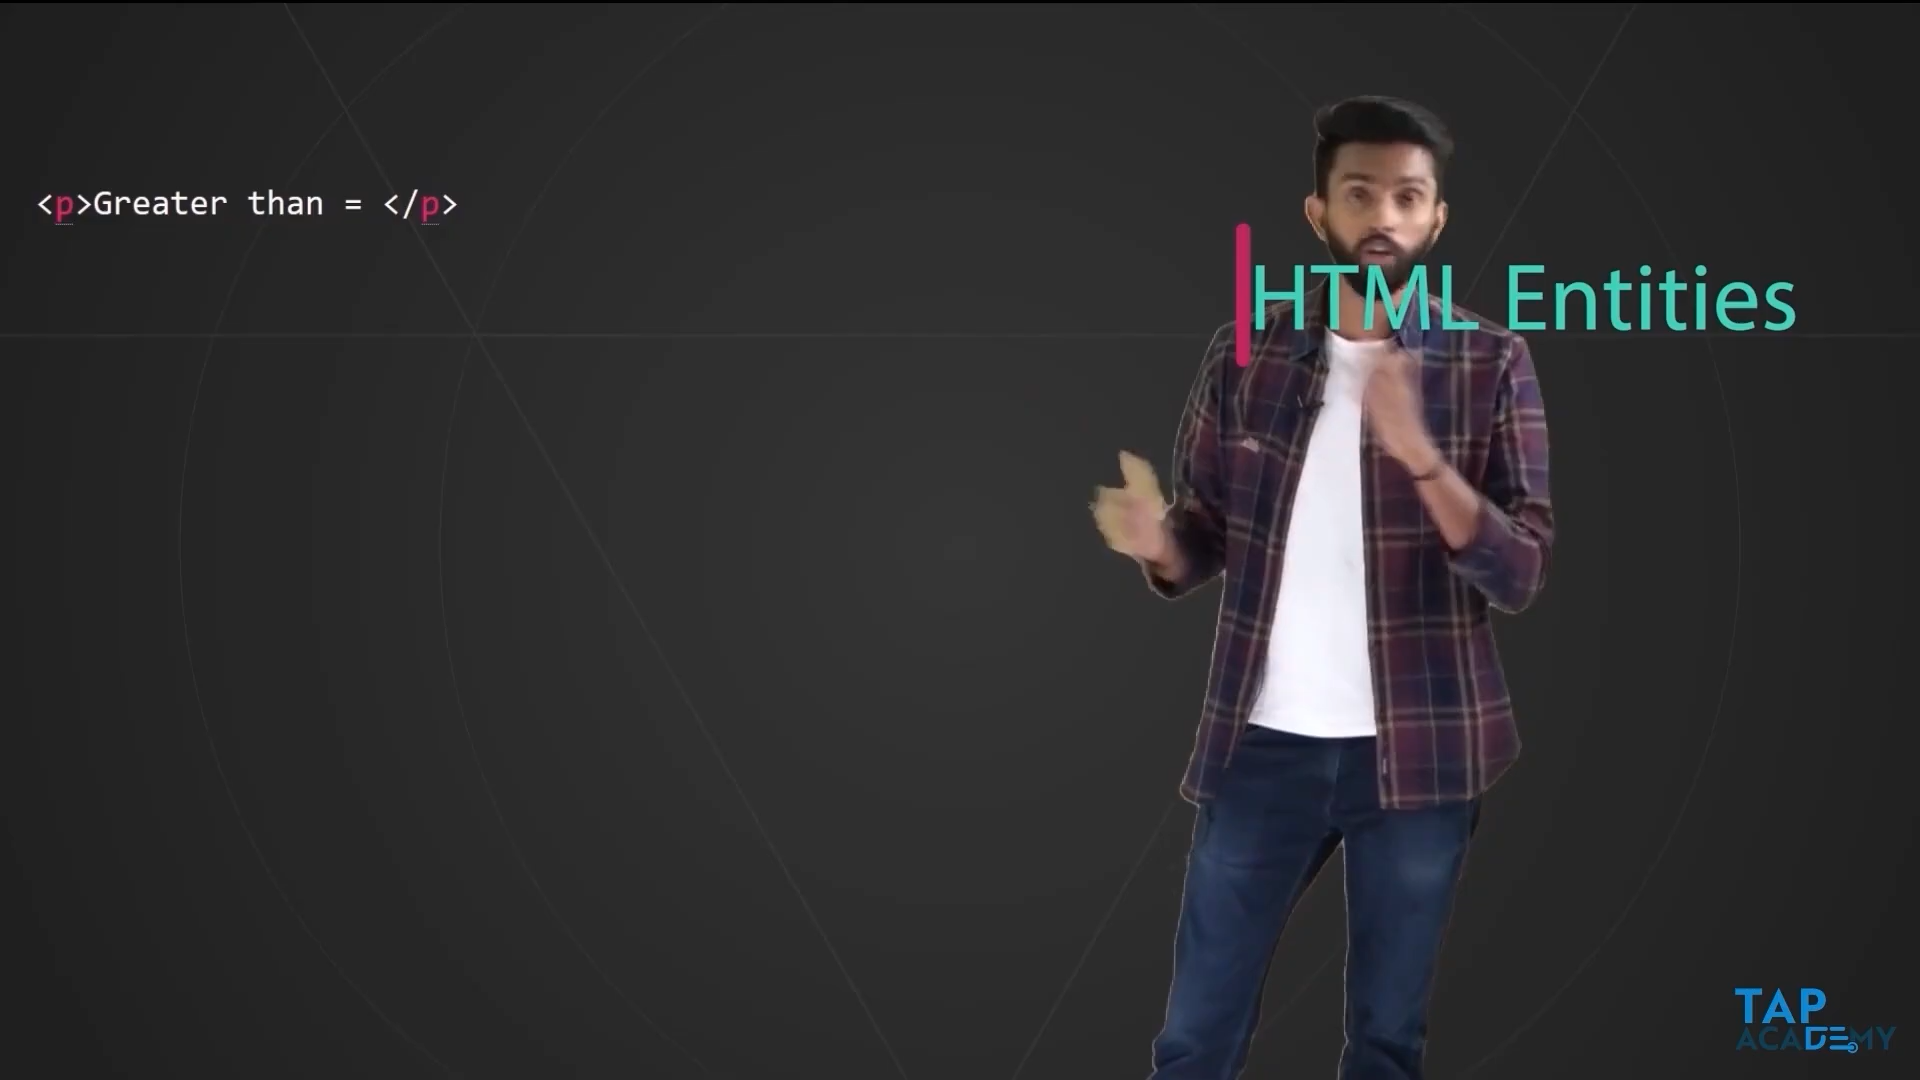 <p>Greater than = </p>
HTML Entities
TAP
ACADEMY